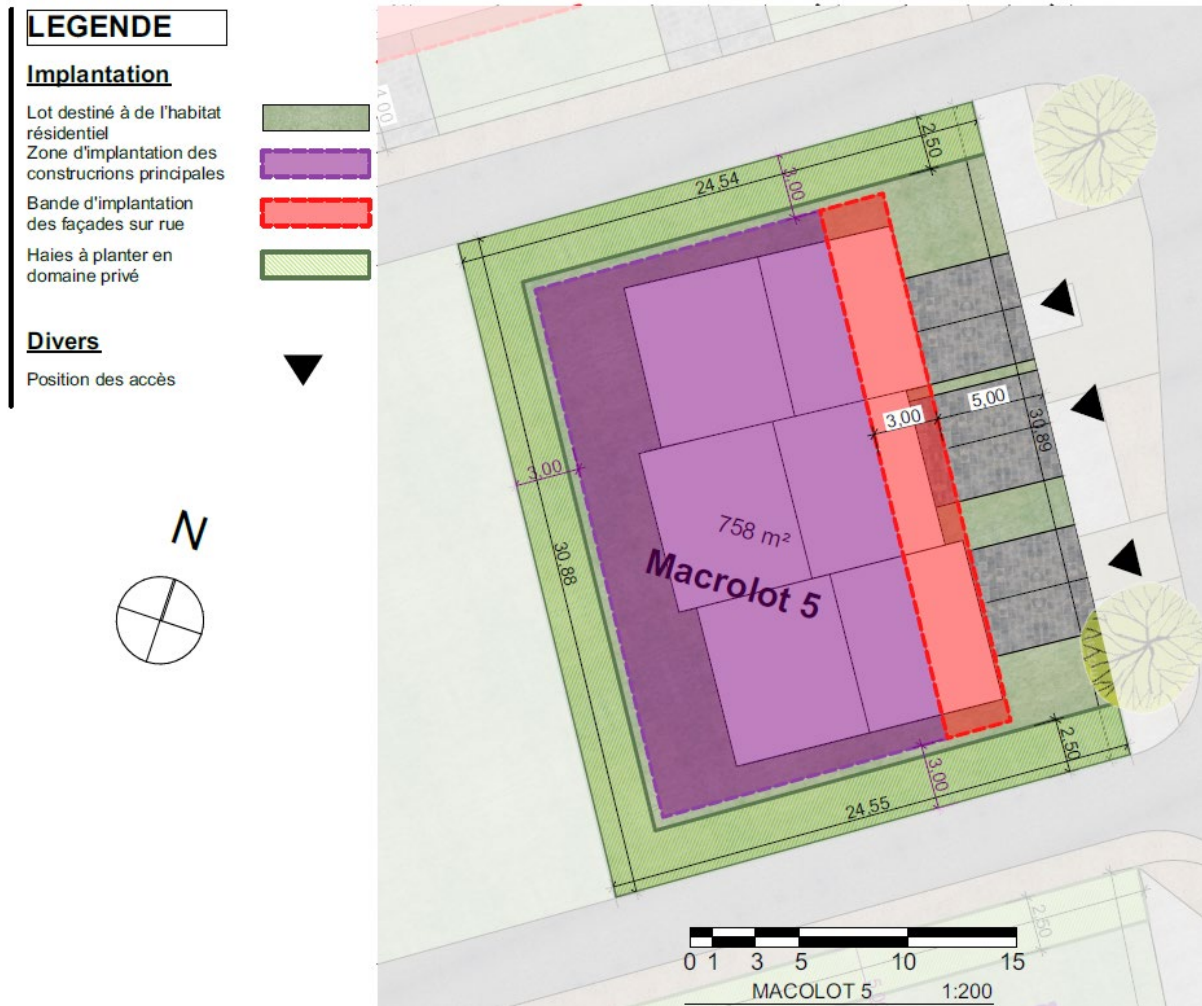 LEGENDE
Implantation
Lot destiné à de l'habitat
résidentiel
Zone d'implantation des
construcrions principales
Bande d'implantation
des façades sur rue
Haies à planter en
domaine privé
Divers
Position des accès
N
4,00
2,50
24,54
3,00
5,00
3,00
30,89
3,00
758 m²
Macrolot 5
30,88
2,50
3,00
24,55
2,50
0 1 3 5 10 15
MACOLOT 5 1:200